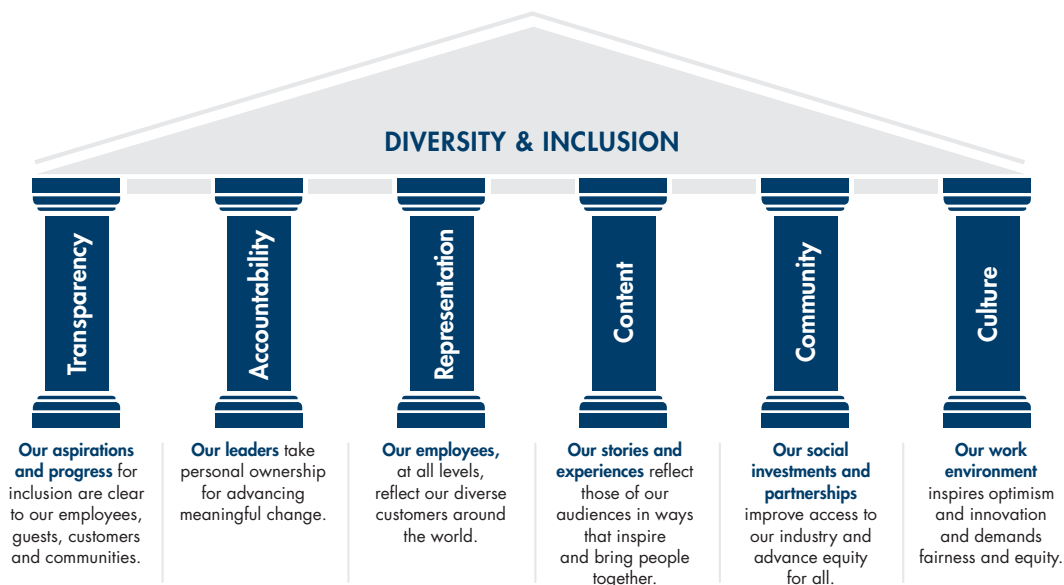 DIVERSITY & INCLUSION
Transparency
Accountability
Representation
Content
Community
Culture
Our aspirations
and progress for
inclusion are clear
to our employees,
guests, customers
and communities.
Our leaders take
personal ownership
for advancing
meaningful change.
Our employees,
at all levels,
reflect our diverse
customers around
the world.
Our stories and
experiences reflect
those of our
audiences in ways
that inspire
and bring people
together.
Our social
investments and
partnerships
improve access to
our industry and
advance equity
for all.
Our work
environment
inspires optimism
and innovation
and demands
fairness and equity.